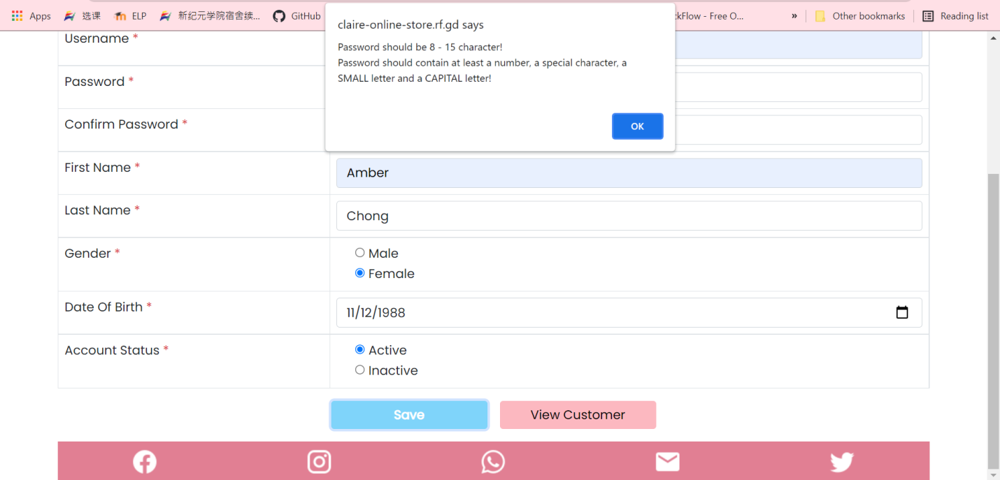 Apps 选课 ELP 新纪元学院宿舍续... GitHub ckFlow - Free O... » Other bookmarks Reading list
claire-online-store.rf.gd says
Password should be 8 - 15 character!
Password should contain at least a number, a special character, a
SMALL letter and a CAPITAL letter!
OK
Username *
Password *
Confirm Password *
First Name * Amber
Last Name * Chong
Gender * Male
Female
Date Of Birth * 11/12/1988
Account Status * Active
Inactive
Save View Customer